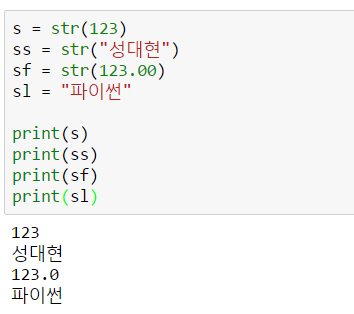 s = str(123)
ss = str("성대현")
sf = str(123.00)
sl = "파이썬"
print(s)
print(ss)
print(sf)
print(sl)
123
성대현
123.0
파이썬